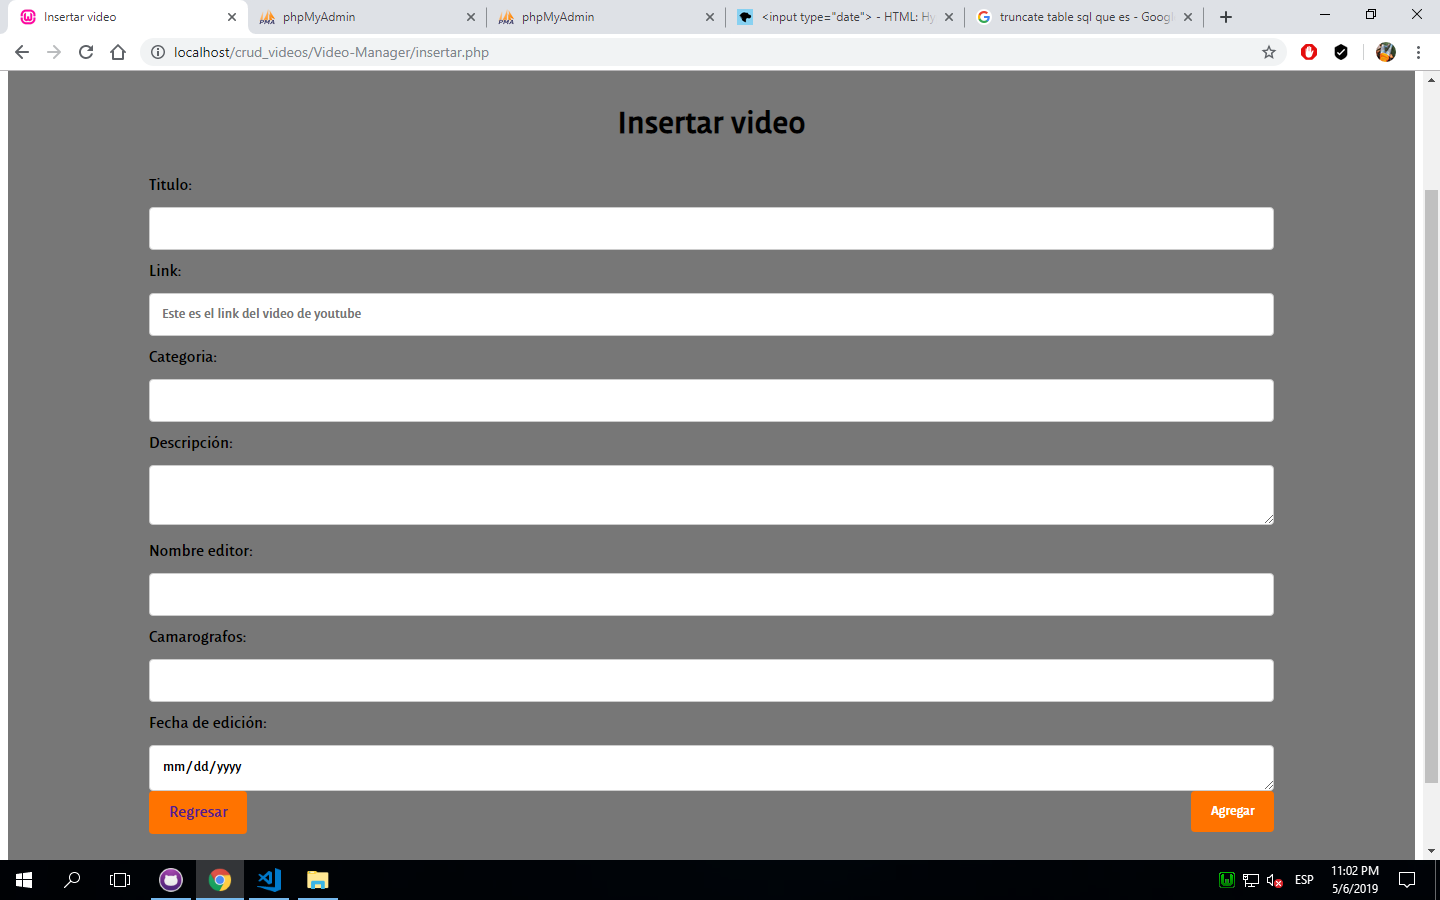 Insertar video
phpMyAdmin
phpMyAdmin
<input type="date"> - HTML: Hy
truncate table sql que es - Goog
localhost/crud_videos/Video-Manager/insertar.php
Insertar video
Titulo:
Link:
Este es el link del video de youtube
Categoria:
Descripción:
Nombre editor:
Camarografos:
Fecha de edición:
mm/dd/yyyy
Regresar
Agregar
ESP
11:02 PM
5/6/2019